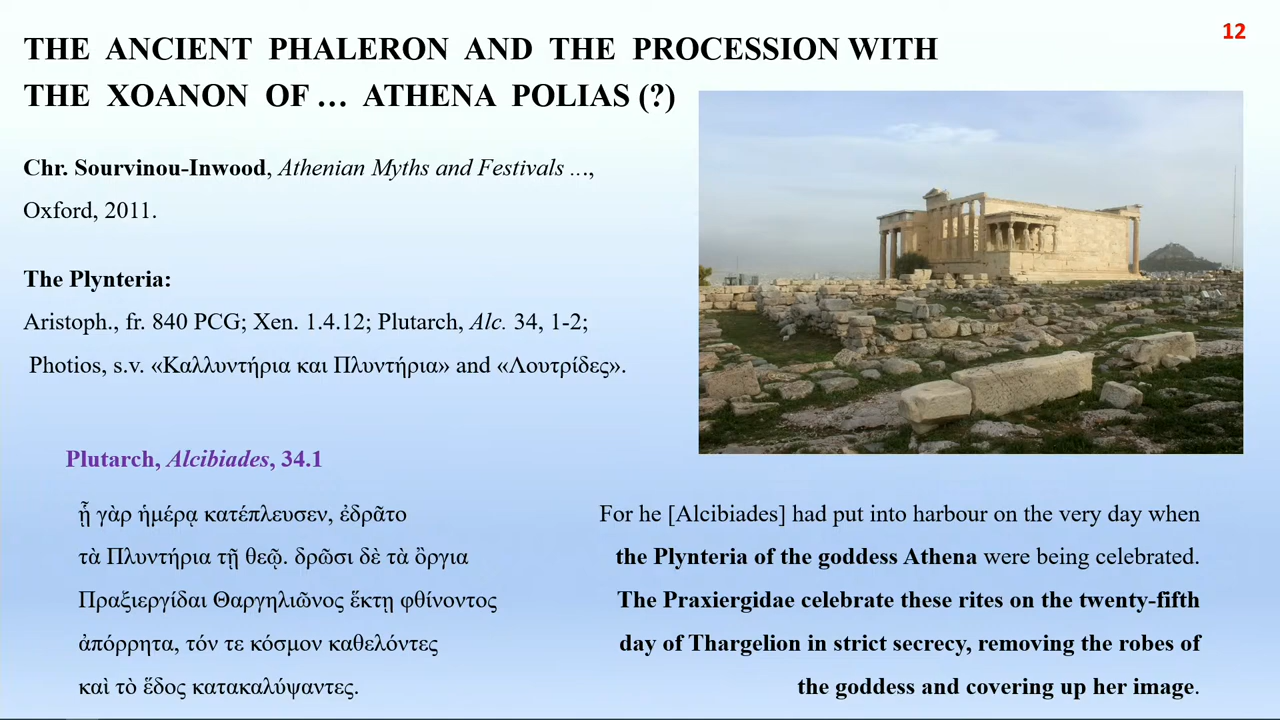 12
THE ANCIENT PHALERON AND THE PROCESSION WITH
THE XOANON OF ... ATHENA POLIAS (?)
Chr. Sourvinou-Inwood, Athenian Myths and Festivals ...,
Oxford, 2011.
The Plynteria:
Aristoph., fr. 840 PCG; Xen. 1.4.12; Plutarch, Alc. 34, 1-2;
Photios, s.v. «Καλλυντήρια και Πλυντήρια» and «Λουτρίδες».
Plutarch, Alcibiades, 34.1
ᾗ γὰρ ἡμέρᾳ κατέπλευσεν, ἐδρᾶτο
τὰ Πλυντήρια τῇ θεῷ. δρῶσι δὲ τὰ ὄργια
Πραξιεργίδαι Θαργηλιῶνος ἕκτῃ φθίνοντος
ἀπόρρητα, τόν τε κόσμον καθελόντες
καὶ τὸ ἕδος κατακαλύψαντες.
For he [Alcibiades] had put into harbour on the very day when
the Plynteria of the goddess Athena were being celebrated.
The Praxiergidae celebrate these rites on the twenty-fifth
day of Thargelion in strict secrecy, removing the robes of
the goddess and covering up her image.